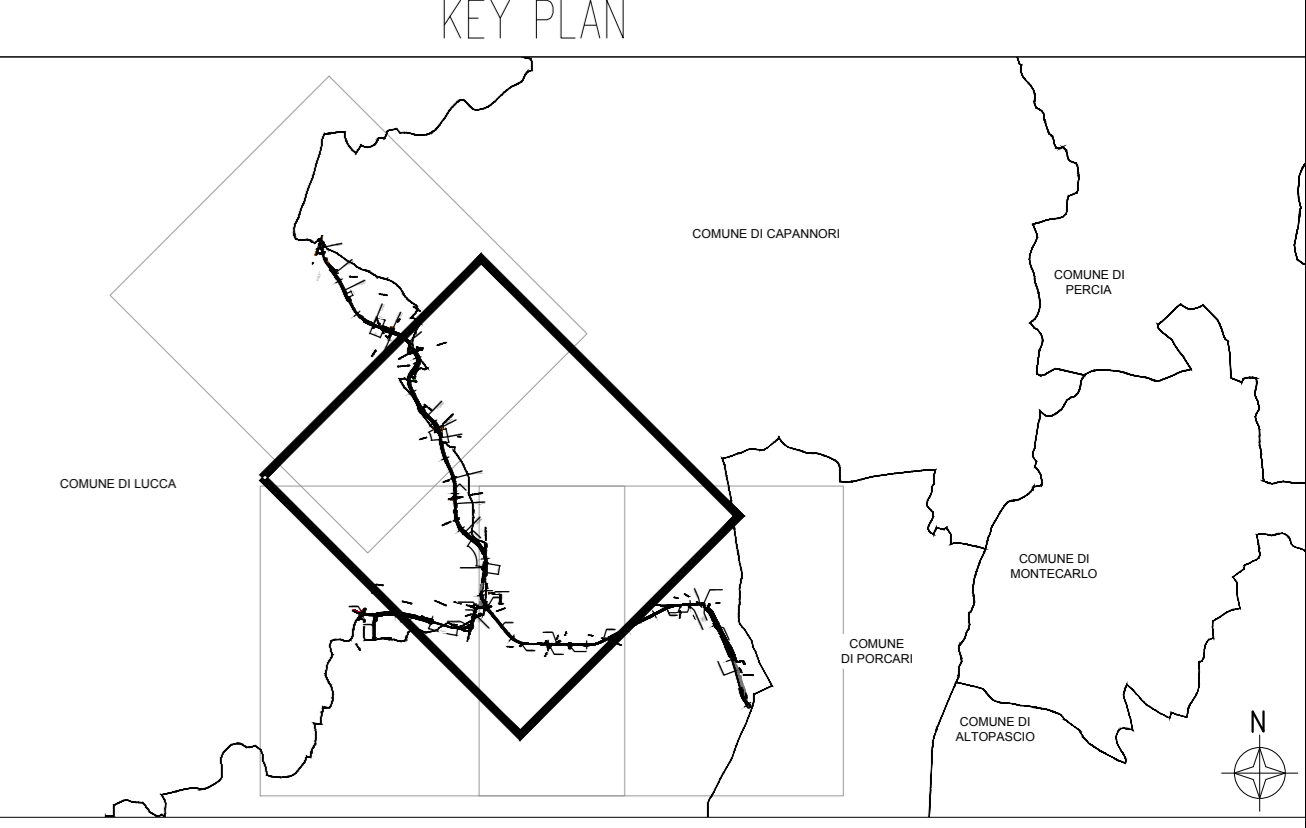 KEY PLAN
COMUNE DI CAPANNORI
COMUNE DI
PERCIA
COMUNE DI LUCCA
COMUNE DI
MONTECARLO
COMUNE
DI PORCARI
COMUNE DI
ALTOPASCIO
N